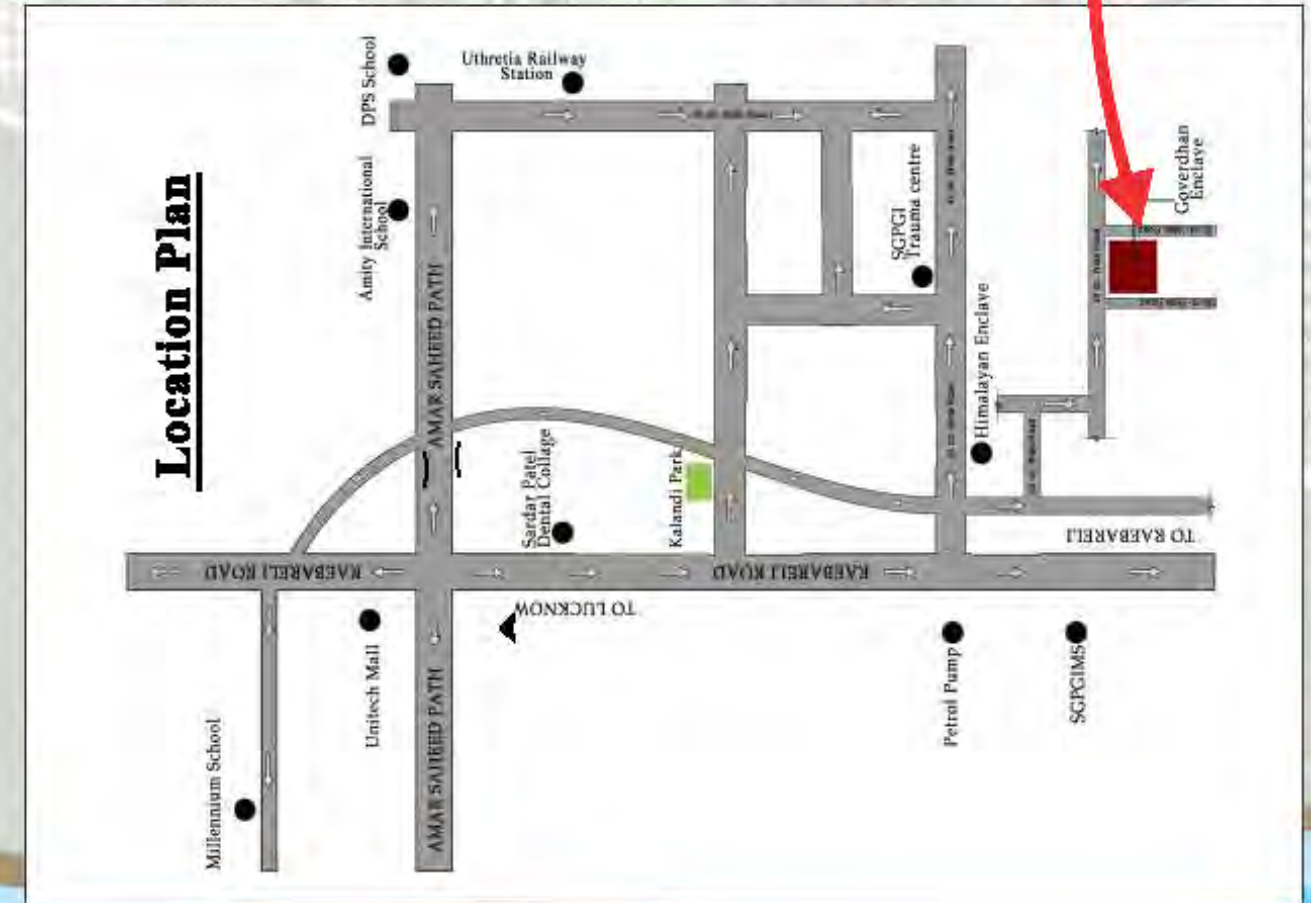 Location Plan
DPS School
Uthretia Railway
Station
Amity International
School
AMAR SAHEED PATH
SGPGI
Trauma centre
Goverdhan
Enclave
Himalayan Enclave
Sardar Patel
Dental Collage
Kalandi Park
TO RAEBARELI
RAEBARELI ROAD
RAEBARELI ROAD
TO LUCKNOW
Unitech Mall
Millennium School
AMAR SAHEED PATH
Petrol Pump
SGPGIMS